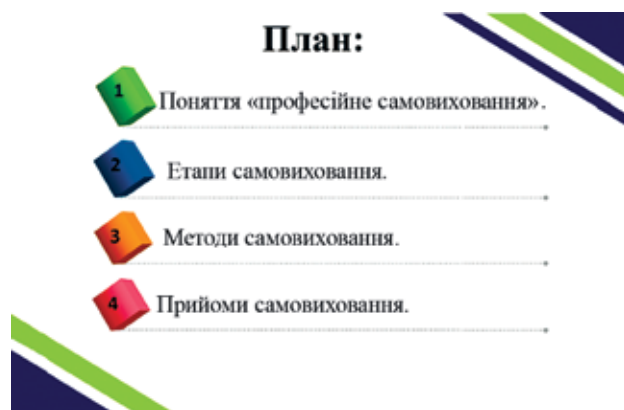 План:
1 Поняття «професійне самовиховання».
2 Етапи самовиховання.
3 Методи самовиховання.
4 Прийоми самовиховання.